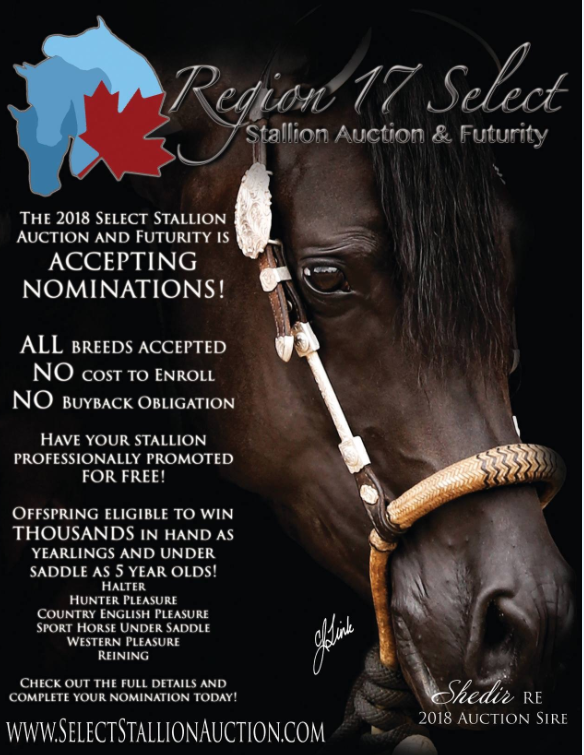 Region 17 Select
Stallion Auction & Futurity
The 2018 Select Stallion
Auction and Futurity is
ACCEPTING
NOMINATIONS!
ALL breeds accepted
NO cost to Enroll
NO Buyback Obligation
Have your stallion
professionally promoted
for free!
Offspring eligible to win
THOUSANDS in hand as
yearlings and under
saddle as 5 year olds!
Halter
Hunter Pleasure
Country English Pleasure
Sport Horse Under Saddle
Western Pleasure
Reining
Check out the full details and
complete your nomination today!
www.SelectStallionAuction.com
CJLink
Shedir RE
2018 Auction Sire